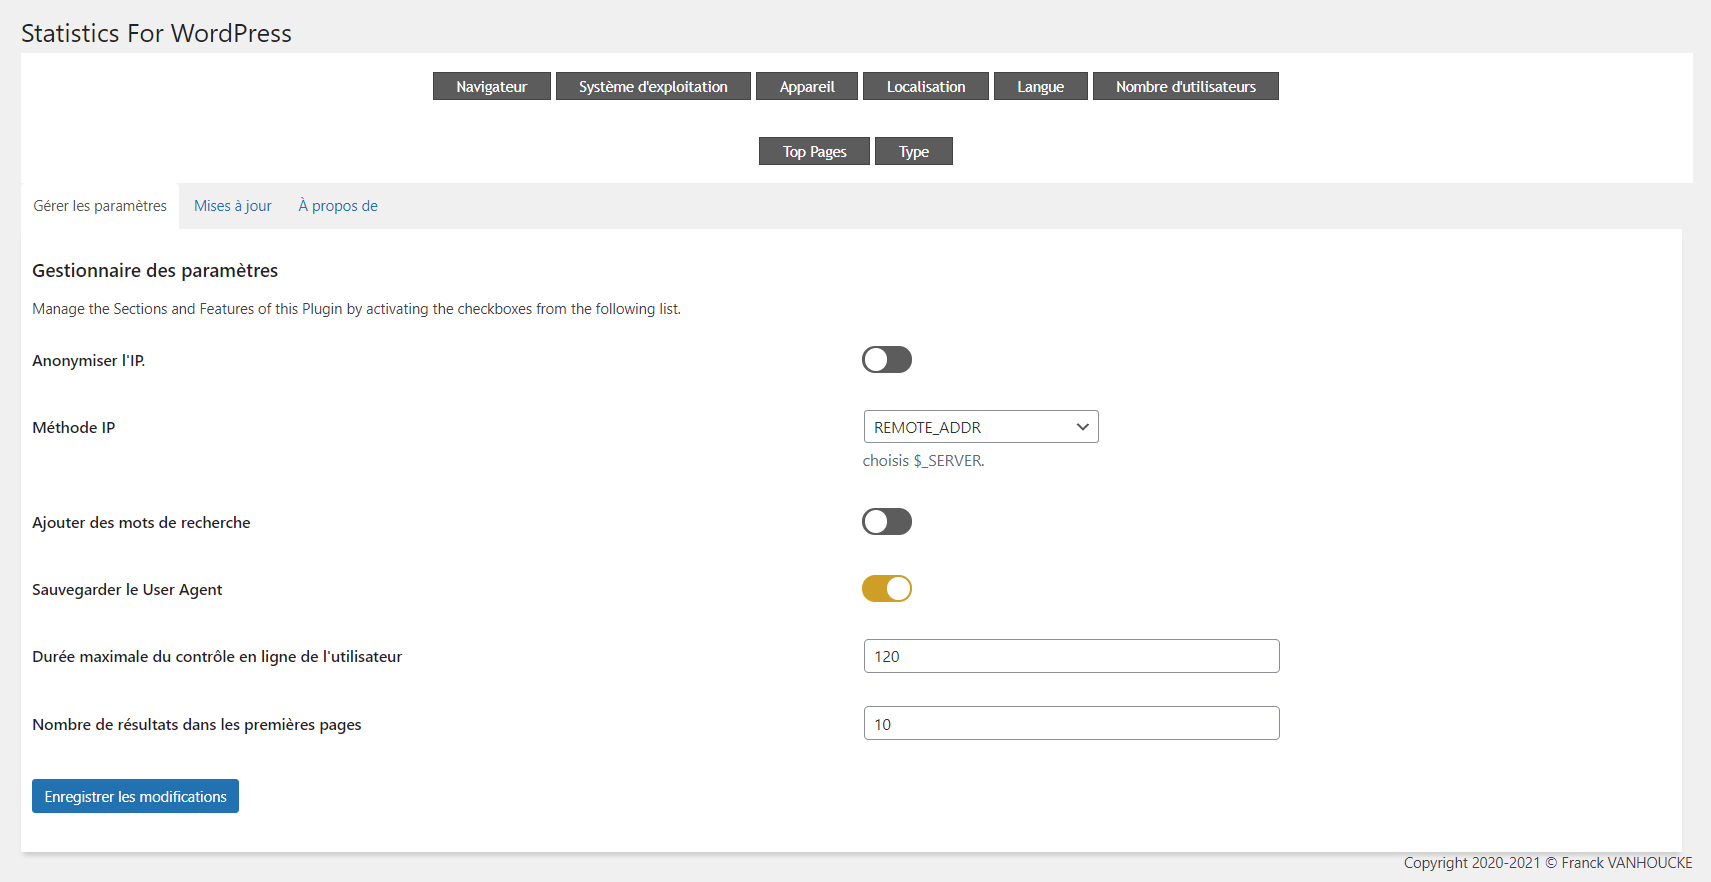 Statistics For WordPress
Navigateur Système d'exploitation Appareil Localisation Langue Nombre d'utilisateurs
Top Pages Type
Gérer les paramètres Mises à jour À propos de
Gestionnaire des paramètres
Manage the Sections and Features of this Plugin by activating the checkboxes from the following list.
Anonymiser l'IP.
Méthode IP REMOTE_ADDR
choisis $_SERVER.
Ajouter des mots de recherche
Sauvegarder le User Agent
Durée maximale du contrôle en ligne de l'utilisateur 120
Nombre de résultats dans les premières pages 10
Enregistrer les modifications
Copyright 2020-2021 © Franck VANHOUCKE